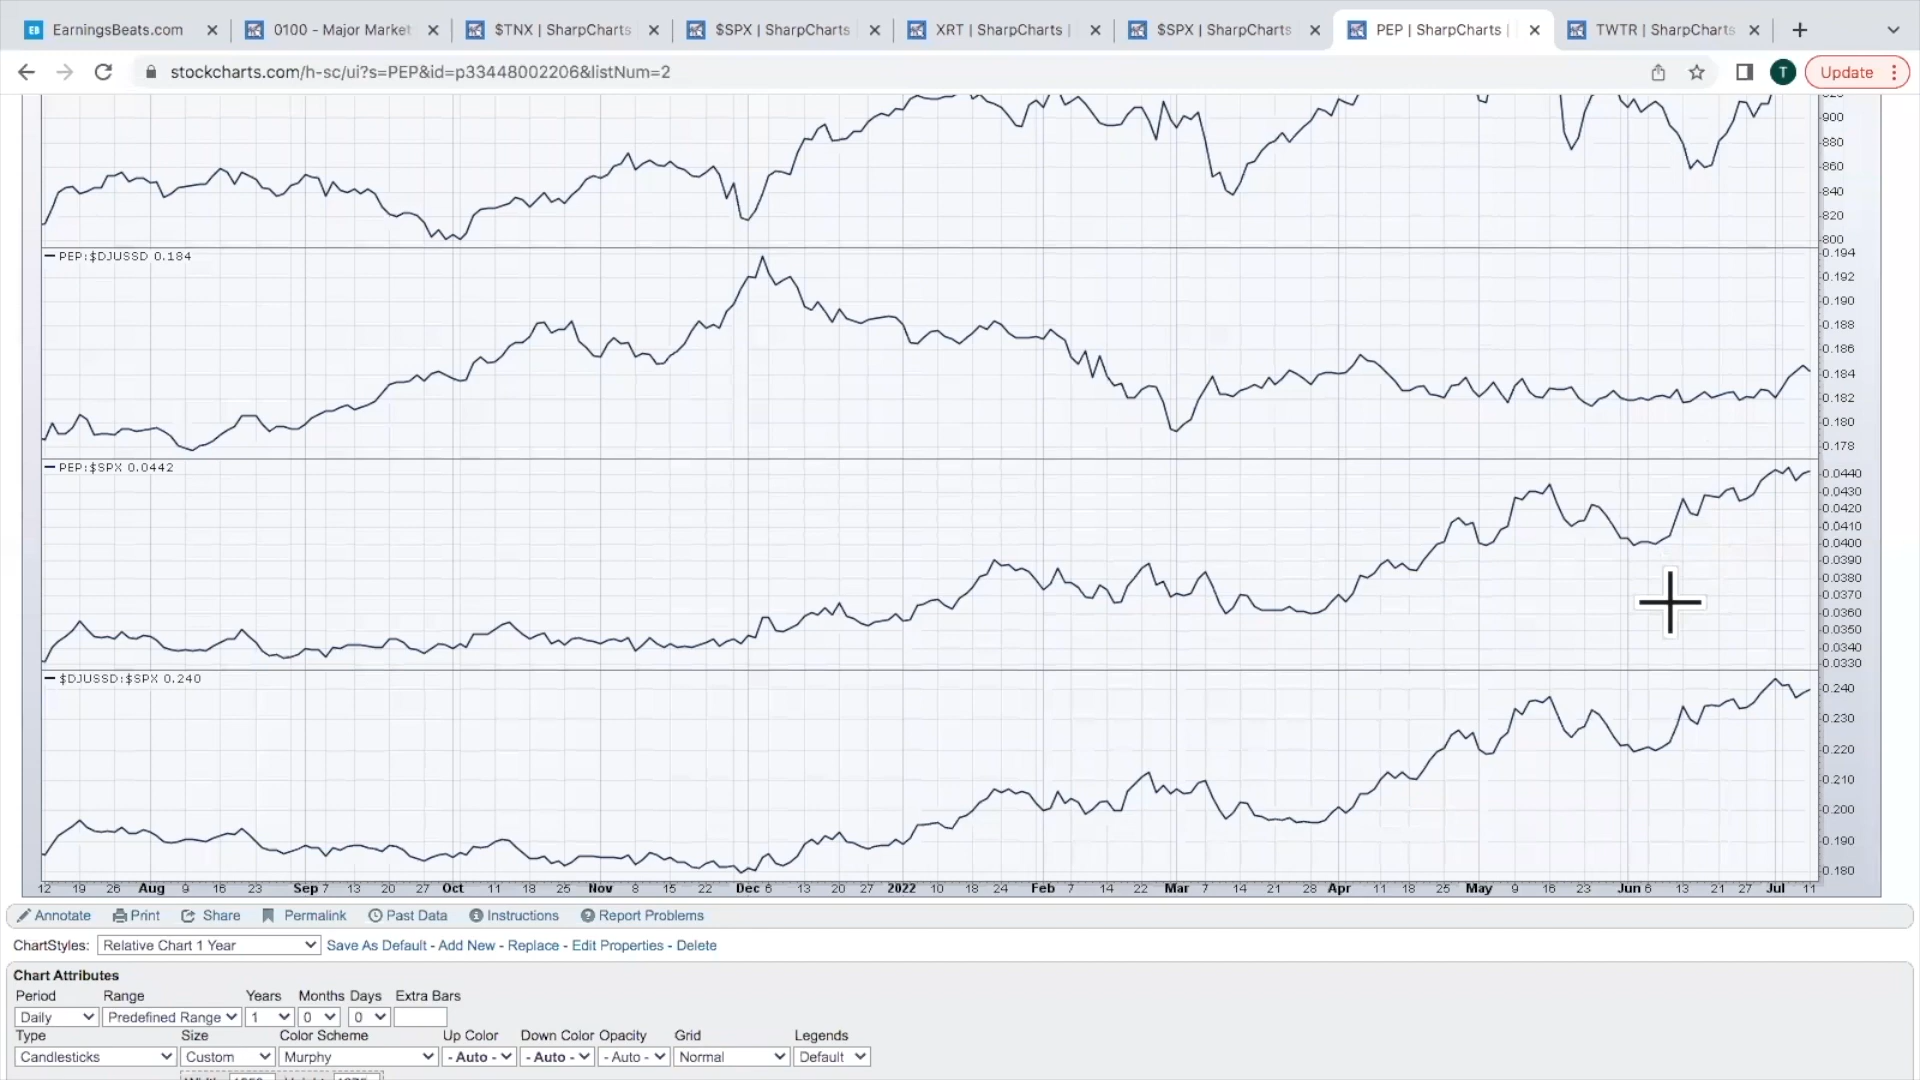 EarningsBeats.com
0100 - Major Market
$TNX | SharpCharts
$SPX | SharpCharts
XRT | SharpCharts |
$SPX | SharpCharts
PEP | SharpCharts |
TWTR | SharpCharts
stockcharts.com/h-sc/ui?s=PEP&id=p33448002206&listNum=2
T
Update
900
880
860
840
820
800
PEP:$DJUSSD 0.184
0.194
0.192
0.190
0.188
0.186
0.184
0.182
0.180
0.178
PEP:$SPX 0.0442
0.0440
0.0430
0.0420
0.0410
0.0400
0.0390
0.0380
0.0370
0.0360
0.0350
0.0340
0.0330
$DJUSSD:$SPX 0.240
0.240
0.230
0.220
0.210
0.200
0.190
0.180
12 19 26 Aug 9 16 23 Sep 7 13 20 27 Oct 11 18 25 Nov 8 15 22 Dec 6 13 20 27 2022 10 18 24 Feb 7 14 22 Mar 7 14 21 28 Apr 11 18 25 May 9 16 23 Jun 6 13 21 27 Jul 11
Annotate Print Share Permalink Past Data Instructions Report Problems
ChartStyles: Relative Chart 1 Year Save As Default - Add New - Replace - Edit Properties - Delete
Chart Attributes
Period Range Years Months Days Extra Bars
Daily Predefined Range 1 0 0
Type Size Color Scheme Up Color Down Color Opacity Grid Legends
Candlesticks Custom Murphy - Auto - - Auto - - Auto - Normal Default